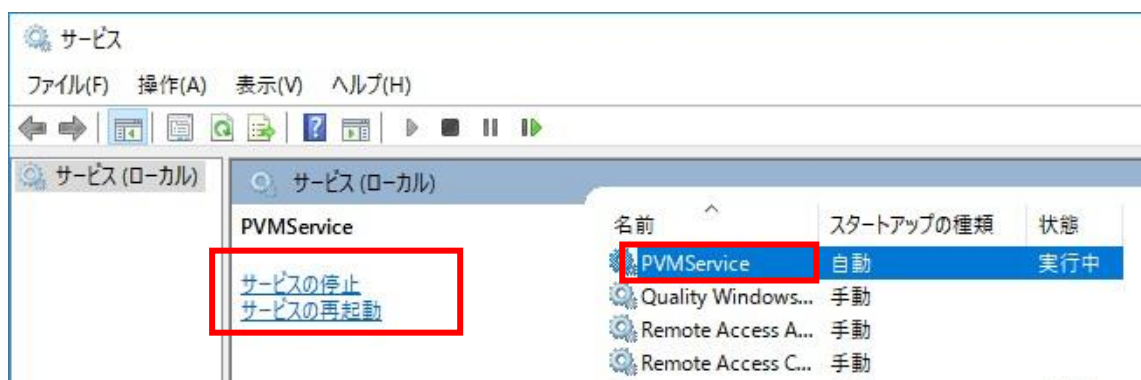 サービス
ファイル(F) 操作(A) 表示(V) ヘルプ(H)
サービス (ローカル)
サービス (ローカル)
PVMService
サービスの停止
サービスの再起動
名前 スタートアップの種類 状態
PVMService 自動 実行中
Quality Windows... 手動
Remote Access A... 手動
Remote Access C... 手動